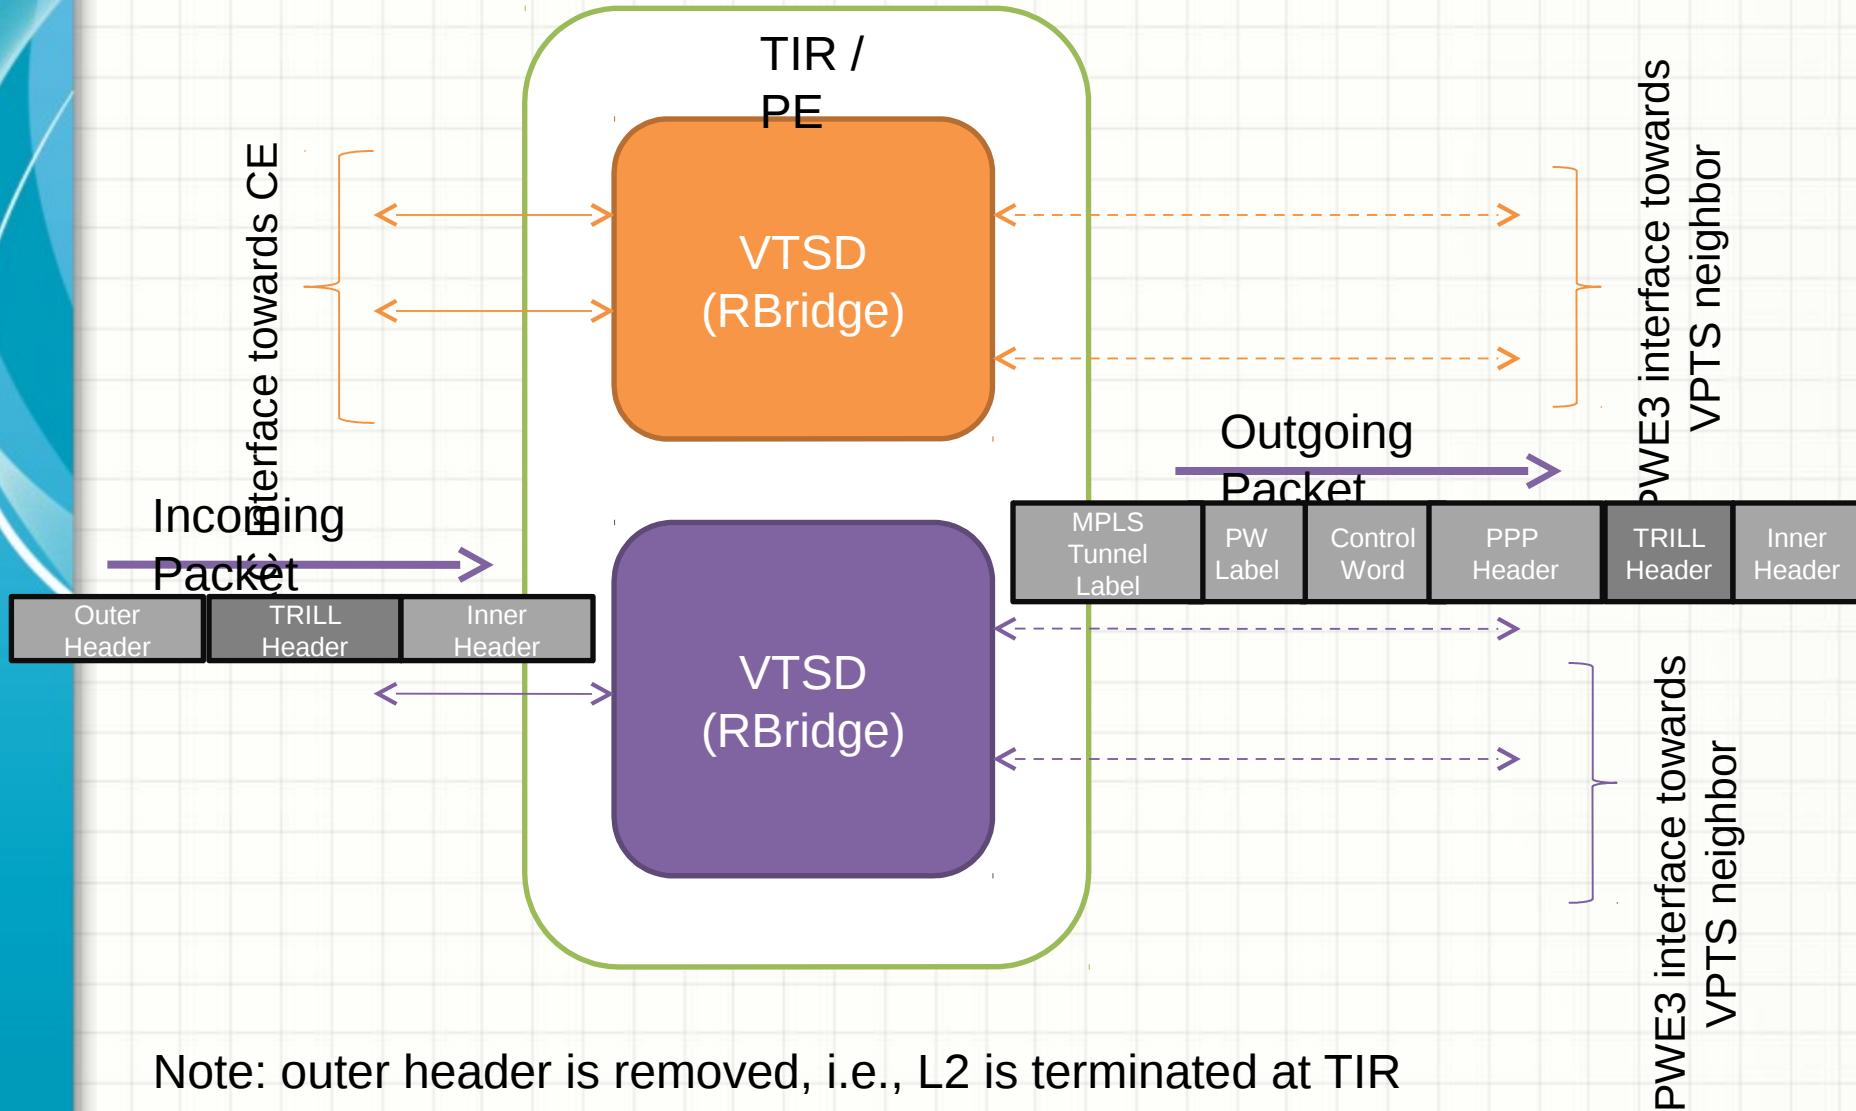 TIR /
PE
interface towards CE
VTSD
(RBridge)
PWE3 interface towards
VPTS neighbor
Incoming
Packet
Outer
Header
TRILL
Header
Inner
Header
Outgoing
Packet
MPLS
Tunnel
Label
PW
Label
Control
Word
PPP
Header
TRILL
Header
Inner
Header
VTSD
(RBridge)
PWE3 interface towards
VPTS neighbor
Note: outer header is removed, i.e., L2 is terminated at TIR